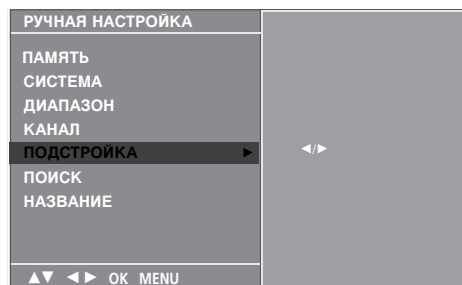 РУЧНАЯ НАСТРОЙКА
ПАМЯТЬ
СИСТЕМА
ДИАПАЗОН
КАНАЛ
ПОДСТРОЙКА ►
◄/►
ПОИСК
НАЗВАНИЕ
▲▼ ◄► OK MENU